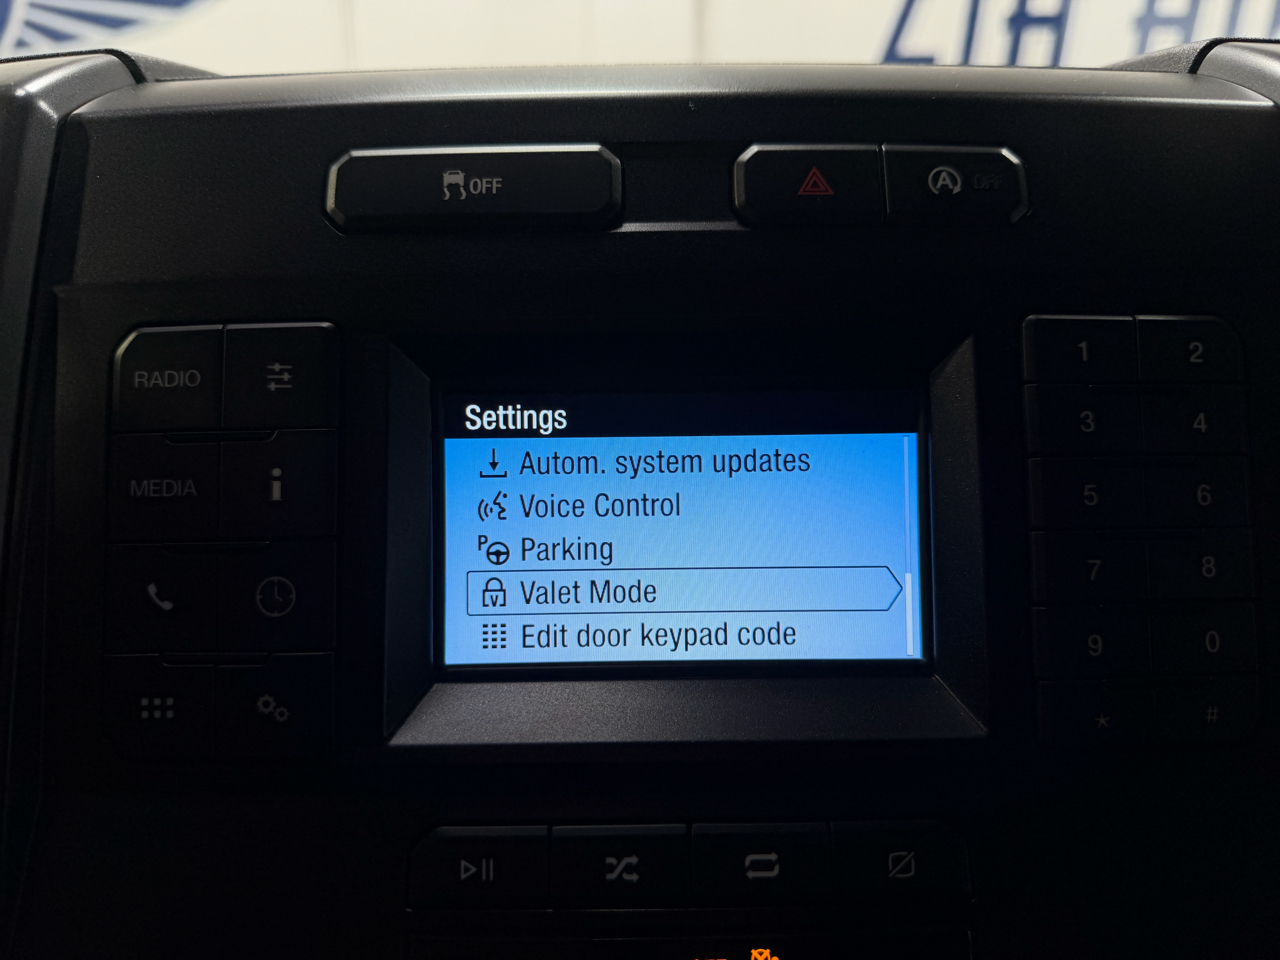 OFF
A OFF
RADIO
MEDIA
Settings
Autom. system updates
Voice Control
P Parking
V Valet Mode
Edit door keypad code
1 2
3 4
5 6
7 8
9 0
* #